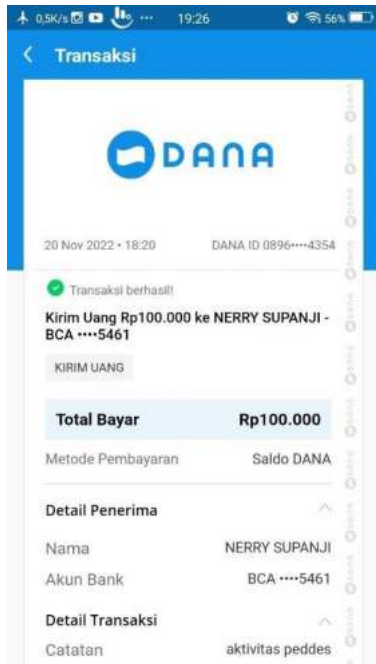 0,5K/s ... 19:26 56%
Transaksi
DANA
20 Nov 2022 • 18:20 DANA ID 0896••••4354
Transaksi berhasil!
Kirim Uang Rp100.000 ke NERRY SUPANJI -
BCA ••••5461
KIRIM UANG
Total Bayar Rp100.000
Metode Pembayaran Saldo DANA
Detail Penerima
Nama NERRY SUPANJI
Akun Bank BCA ••••5461
Detail Transaksi
Catatan aktivitas peddes